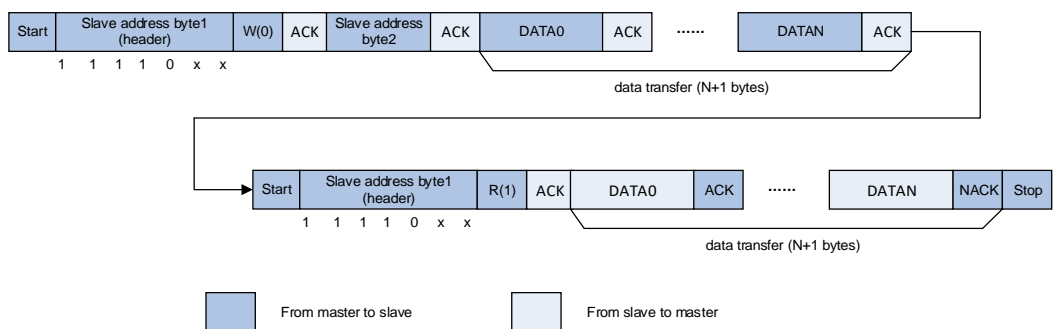 Start Slave address byte1 (header) W(0) ACK Slave address byte2 ACK DATA0 ACK ...... DATAN ACK
1 1 1 1 0 x x
data transfer (N+1 bytes)
Start Slave address byte1 (header) R(1) ACK DATA0 ACK ...... DATAN NACK Stop
1 1 1 1 0 x x
data transfer (N+1 bytes)
From master to slave From slave to master